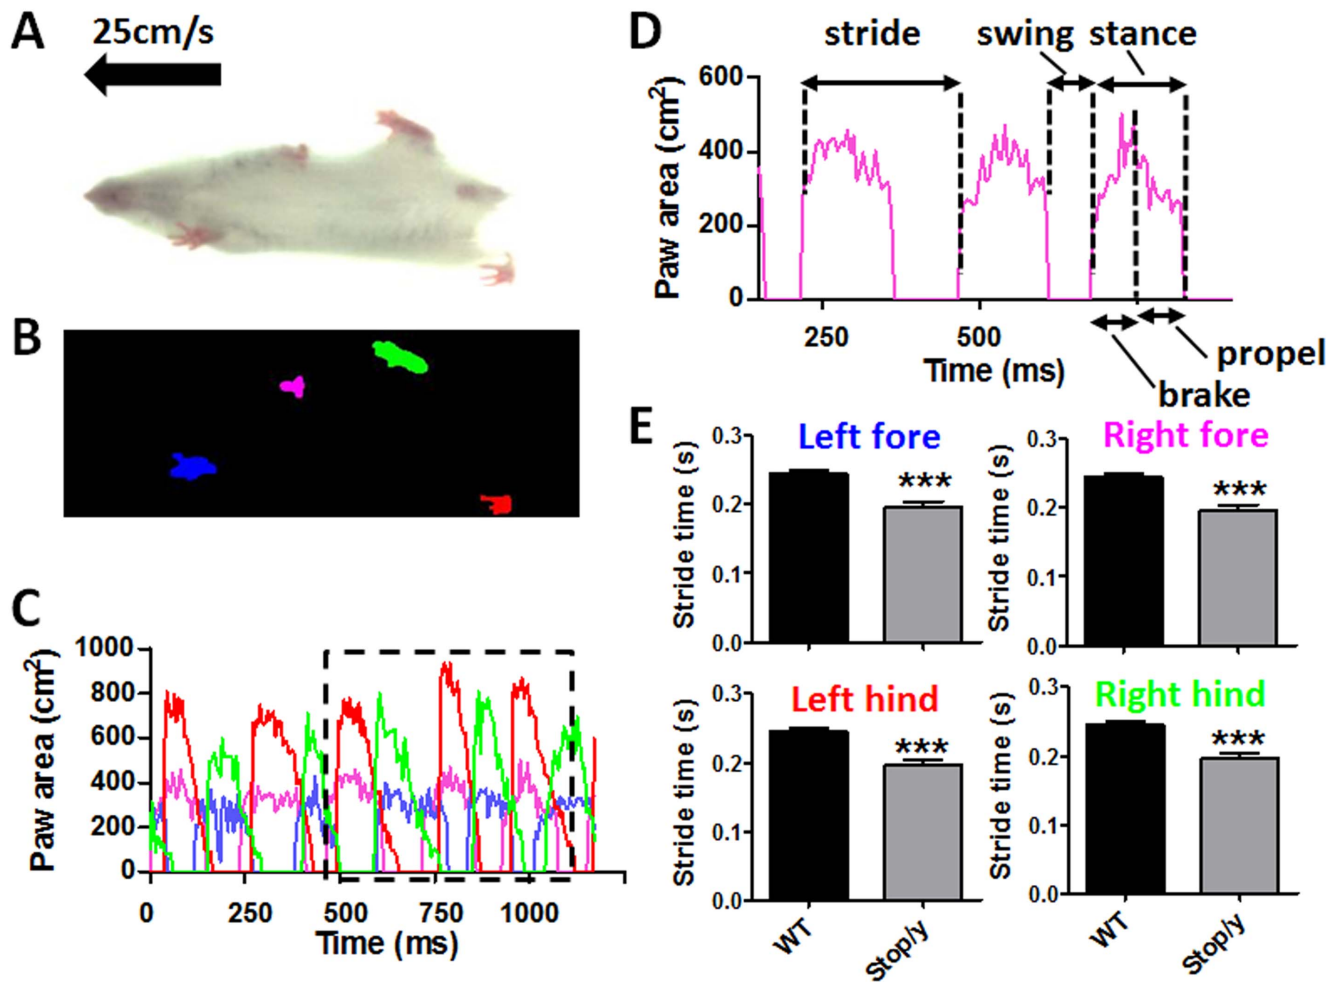 A
25cm/s
B
C
Paw area (cm2)
1000
800
600
400
200
0
0 250 500 750 1000
Time (ms)
D
stride swing stance
Paw area (cm2)
600
400
200
0
250 500
Time (ms)
propel
brake
E
Left fore
Stride time (s)
0.3
0.2
0.1
0.0
***
Right fore
Stride time (s)
0.3
0.2
0.1
0.0
***
Left hind
Stride time (s)
0.3
0.2
0.1
0.0
***
WT Stop/y
Right hind
Stride time (s)
0.3
0.2
0.1
0.0
***
WT Stop/y